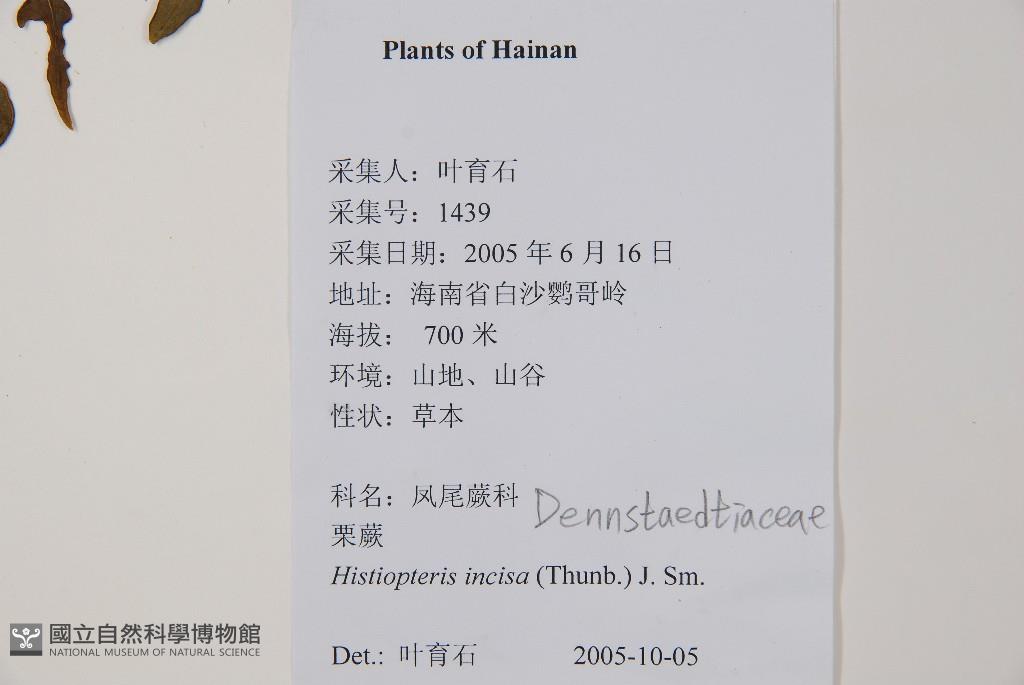 Plants of Hainan
采集人：叶育石
采集号：1439
采集日期：2005 年 6 月 16 日
地址：海南省白沙鹦哥岭
海拔： 700 米
环境：山地、山谷
性状：草本
科名：凤尾蕨科 Dennstaedtiaceae
栗蕨
Histiopteris incisa (Thunb.) J. Sm.
Det.: 叶育石 2005-10-05
國立自然科學博物館
NATIONAL MUSEUM OF NATURAL SCIENCE